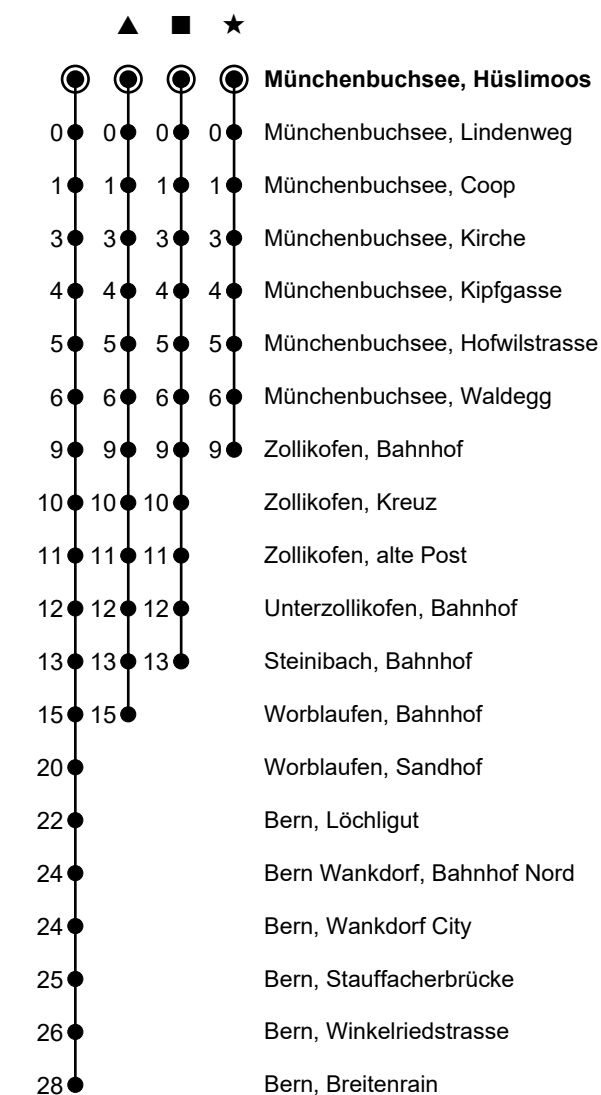 ▲ ■ ★
Münchenbuchsee, Hüslimoos
0 0 0 0 Münchenbuchsee, Lindenweg
1 1 1 1 Münchenbuchsee, Coop
3 3 3 3 Münchenbuchsee, Kirche
4 4 4 4 Münchenbuchsee, Kipfgasse
5 5 5 5 Münchenbuchsee, Hofwilstrasse
6 6 6 6 Münchenbuchsee, Waldegg
9 9 9 9 Zollikofen, Bahnhof
10 10 10 Zollikofen, Kreuz
11 11 11 Zollikofen, alte Post
12 12 12 Unterzollikofen, Bahnhof
13 13 13 Steinibach, Bahnhof
15 15 Worblaufen, Bahnhof
20 Worblaufen, Sandhof
22 Bern, Löchligut
24 Bern Wankdorf, Bahnhof Nord
24 Bern, Wankdorf City
25 Bern, Stauffacherbrücke
26 Bern, Winkelriedstrasse
28 Bern, Breitenrain